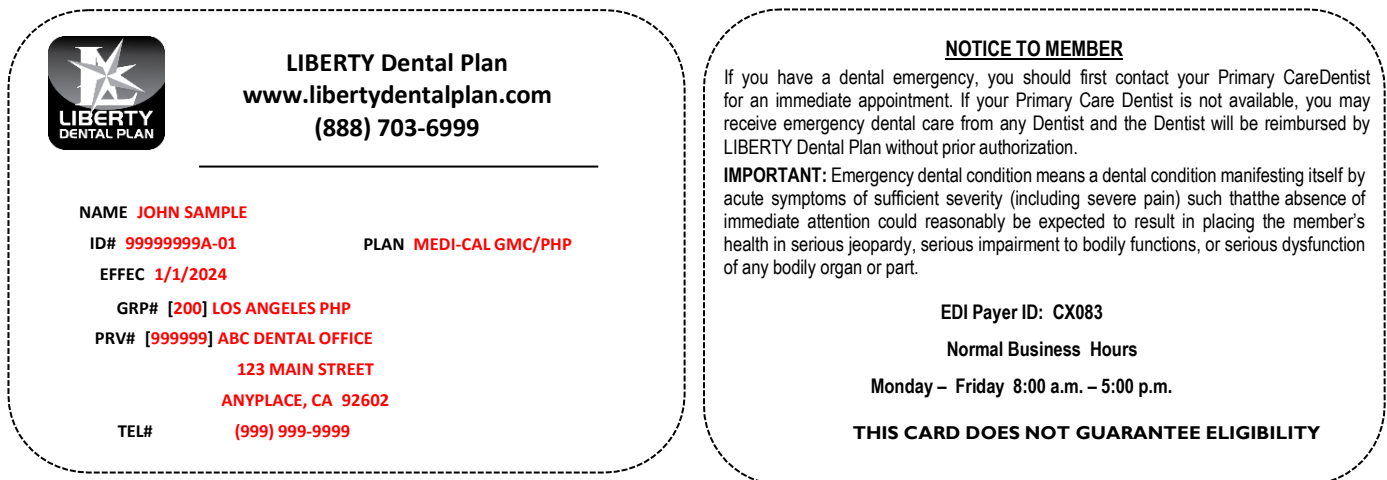 LIBERTY
DENTAL PLAN
LIBERTY Dental Plan
www.libertydentalplan.com
(888) 703-6999
NAME JOHN SAMPLE
ID# 99999999A-01 PLAN MEDI-CAL GMC/PHP
EFFEC 1/1/2024
GRP# [200] LOS ANGELES PHP
PRV# [999999] ABC DENTAL OFFICE
123 MAIN STREET
ANYPLACE, CA 92602
TEL# (999) 999-9999
NOTICE TO MEMBER
If you have a dental emergency, you should first contact your Primary CareDentist
for an immediate appointment. If your Primary Care Dentist is not available, you may
receive emergency dental care from any Dentist and the Dentist will be reimbursed by
LIBERTY Dental Plan without prior authorization.
IMPORTANT: Emergency dental condition means a dental condition manifesting itself by
acute symptoms of sufficient severity (including severe pain) such thatthe absence of
immediate attention could reasonably be expected to result in placing the member's
health in serious jeopardy, serious impairment to bodily functions, or serious dysfunction
of any bodily organ or part.
EDI Payer ID: CX083
Normal Business Hours
Monday – Friday 8:00 a.m. – 5:00 p.m.
THIS CARD DOES NOT GUARANTEE ELIGIBILITY